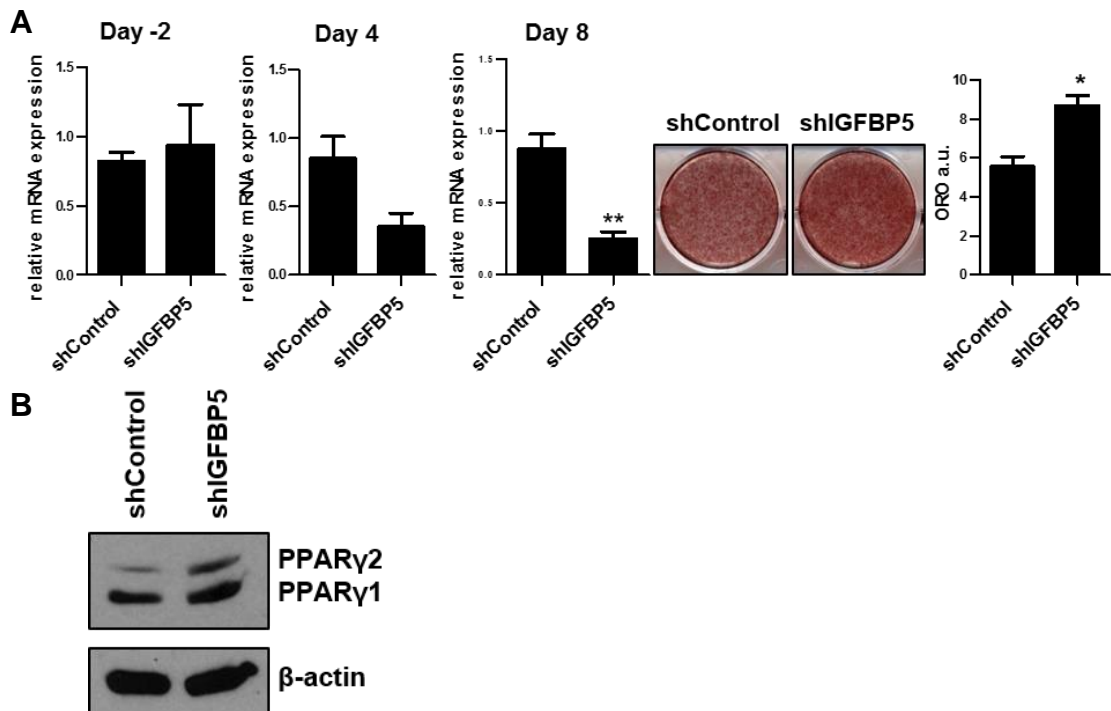 A
Day -2
relative mRNA expression
1.5
1.0
0.5
0.0
shControl
shIGFBP5
Day 4
relative mRNA expression
1.5
1.0
0.5
0.0
shControl
shIGFBP5
Day 8
relative mRNA expression
1.5
1.0
0.5
0.0
**
shControl
shIGFBP5
shControl shIGFBP5
ORO a.u.
10
8
6
4
2
0
*
shControl
shIGFBP5
B
shControl
shIGFBP5
PPARγ2
PPARγ1
β-actin